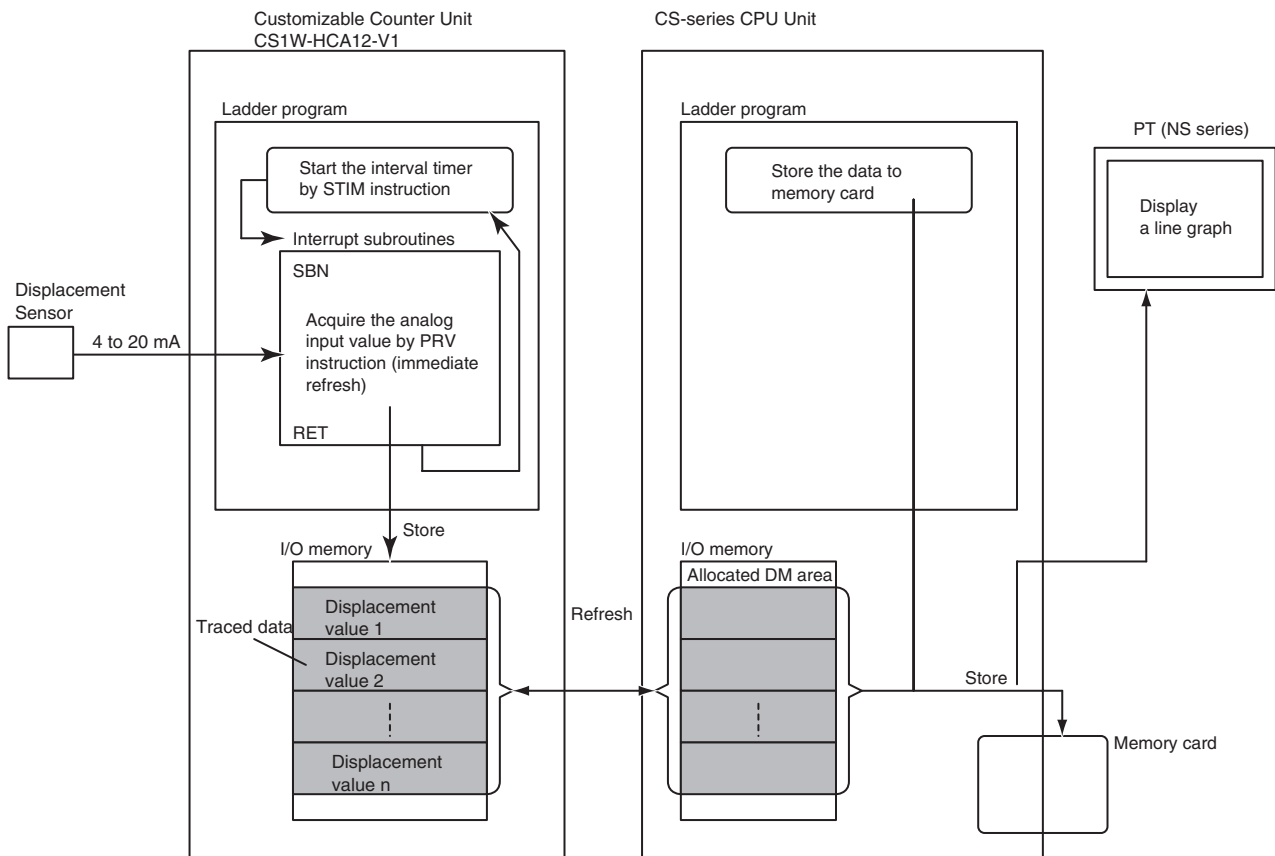 Customizable Counter Unit
CS1W-HCA12-V1
CS-series CPU Unit
Ladder program
Start the interval timer
by STIM instruction
Interrupt subroutines
SBN
Acquire the analog
input value by PRV
instruction (immediate
refresh)
RET
Displacement
Sensor
4 to 20 mA
Store
I/O memory
Displacement
value 1
Traced data
Displacement
value 2
Displacement
value n
Refresh
Ladder program
Store the data to
memory card
I/O memory
Allocated DM area
Store
Memory card
PT (NS series)
Display
a line graph